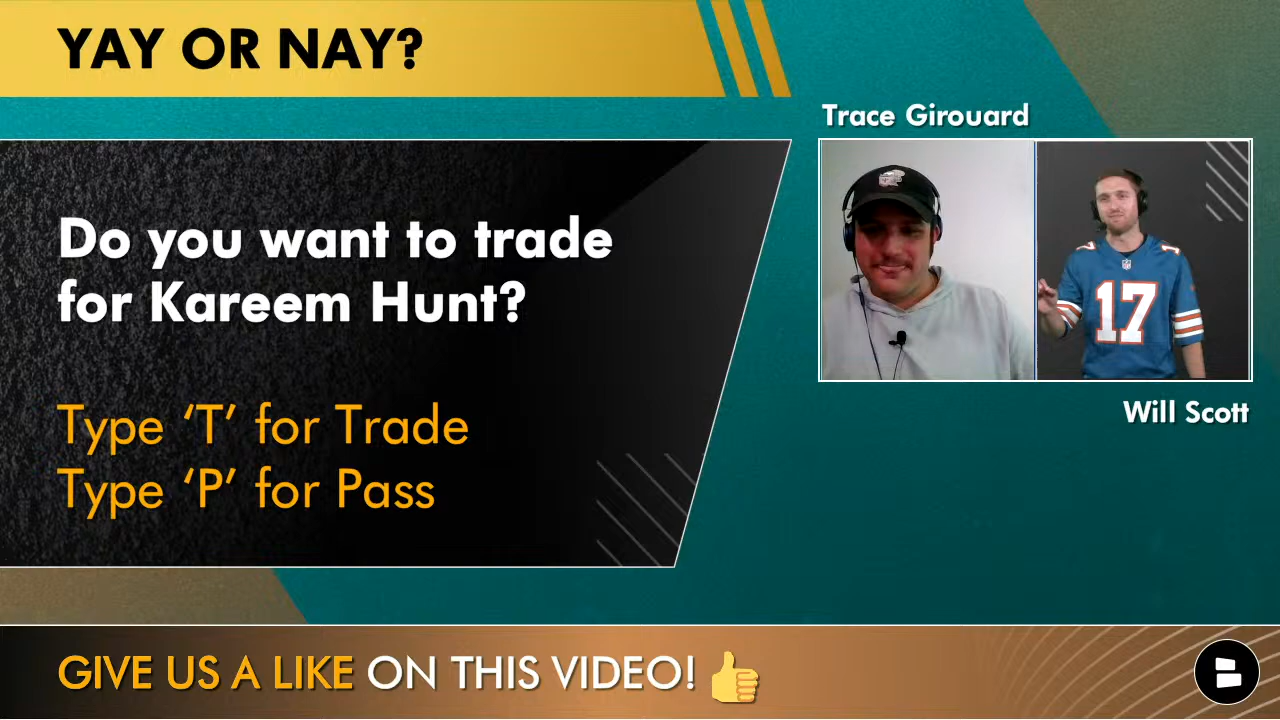 YAY OR NAY?
Trace Girouard
Do you want to trade
for Kareem Hunt?
17
Will Scott
Type ‘T’ for Trade
Type ‘P’ for Pass
GIVE US A LIKE ON THIS VIDEO!